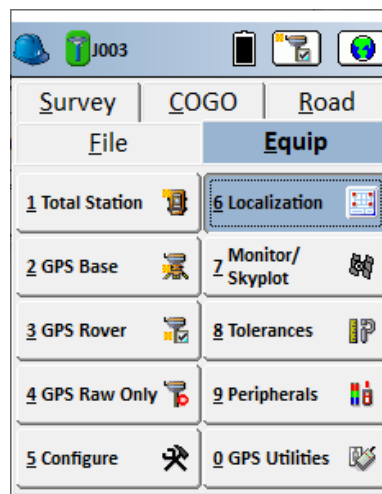 J003
Survey COGO Road
File Equip
1 Total Station 6 Localization
2 GPS Base 7 Monitor/
Skyplot
3 GPS Rover 8 Tolerances
4 GPS Raw Only 9 Peripherals
5 Configure 0 GPS Utilities